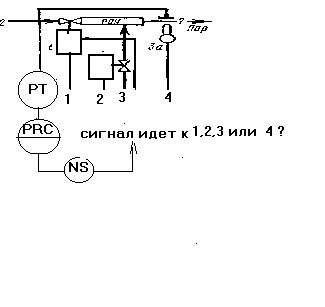 2
РОУ
?
пар
3а
t
PT
1
2
3
4
PRC
сигнал идет к 1,2,3 или 4 ?
NS